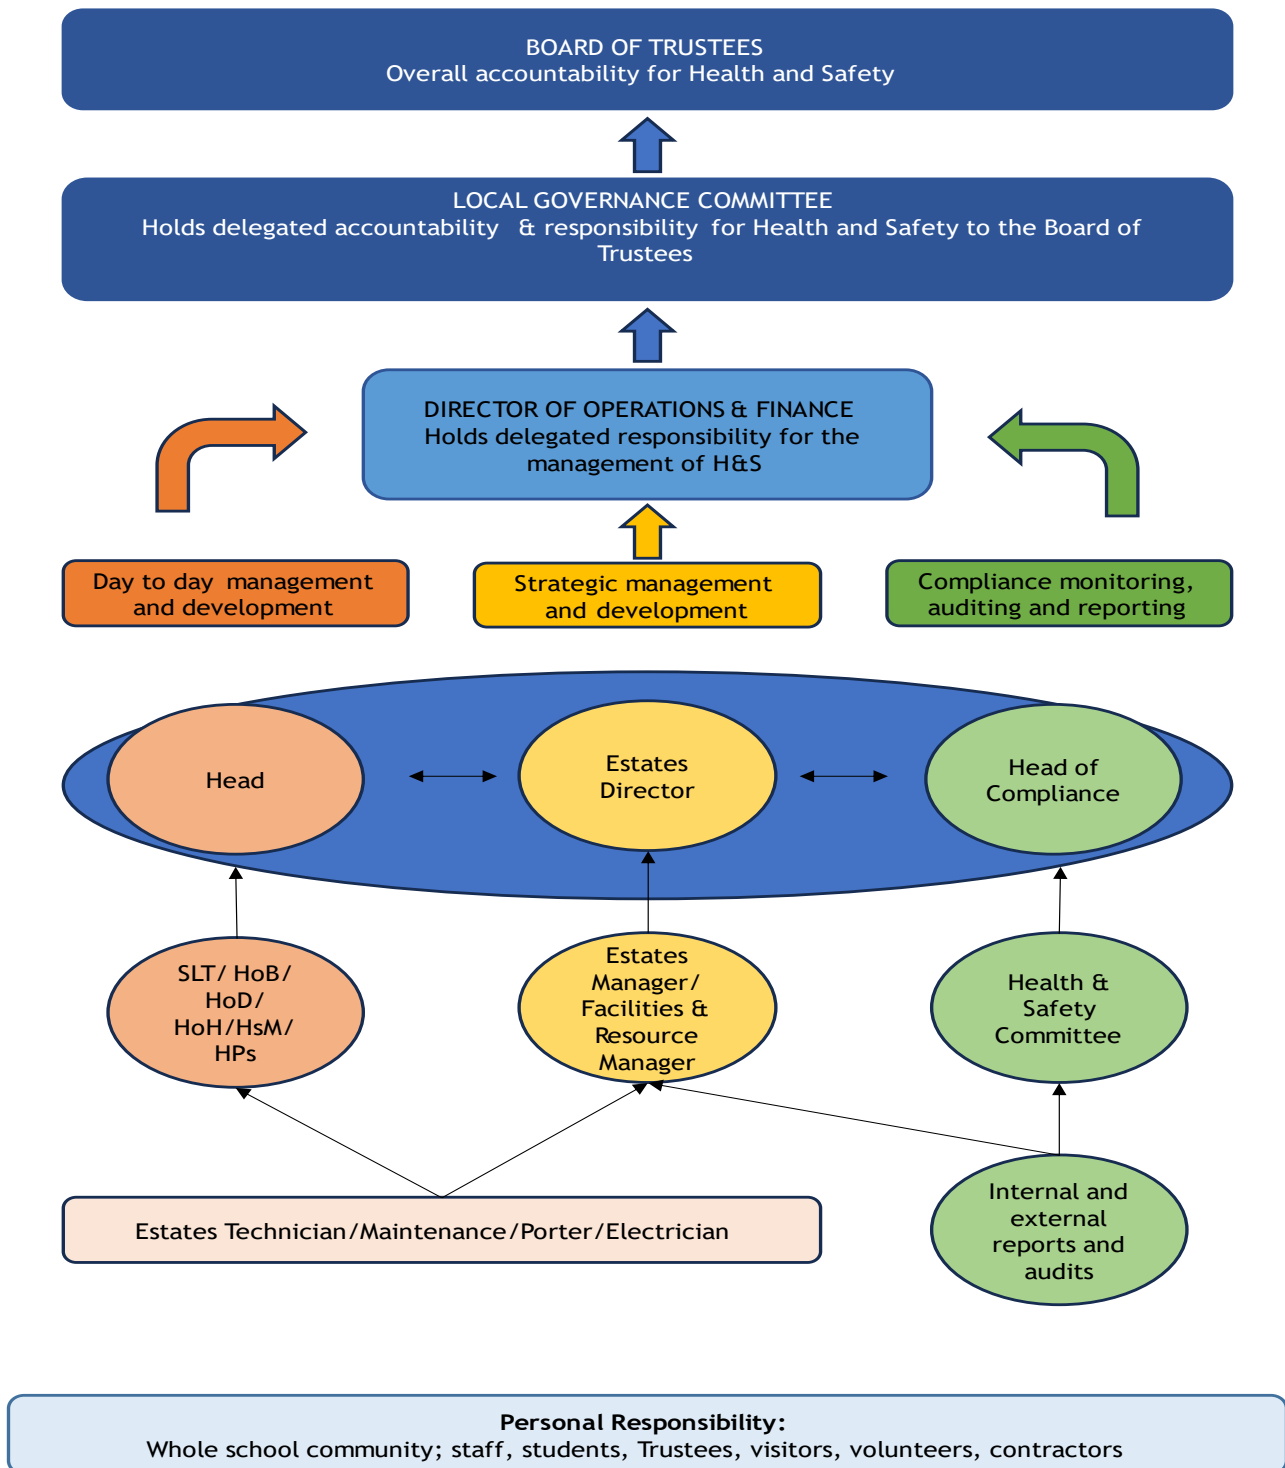 BOARD OF TRUSTEES
Overall accountability for Health and Safety
LOCAL GOVERNANCE COMMITTEE
Holds delegated accountability & responsibility for Health and Safety to the Board of
Trustees
DIRECTOR OF OPERATIONS & FINANCE
Holds delegated responsibility for the
management of H&S
Day to day management
and development
Strategic management
and development
Compliance monitoring,
auditing and reporting
Head
Estates
Director
Head of
Compliance
SLT/ HoB/
HoD/
HoH/HsM/
HPs
Estates
Manager/
Facilities &
Resource
Manager
Health &
Safety
Committee
Estates Technician/Maintenance/Porter/Electrician
Internal and
external
reports and
audits
Personal Responsibility:
Whole school community; staff, students, Trustees, visitors, volunteers, contractors